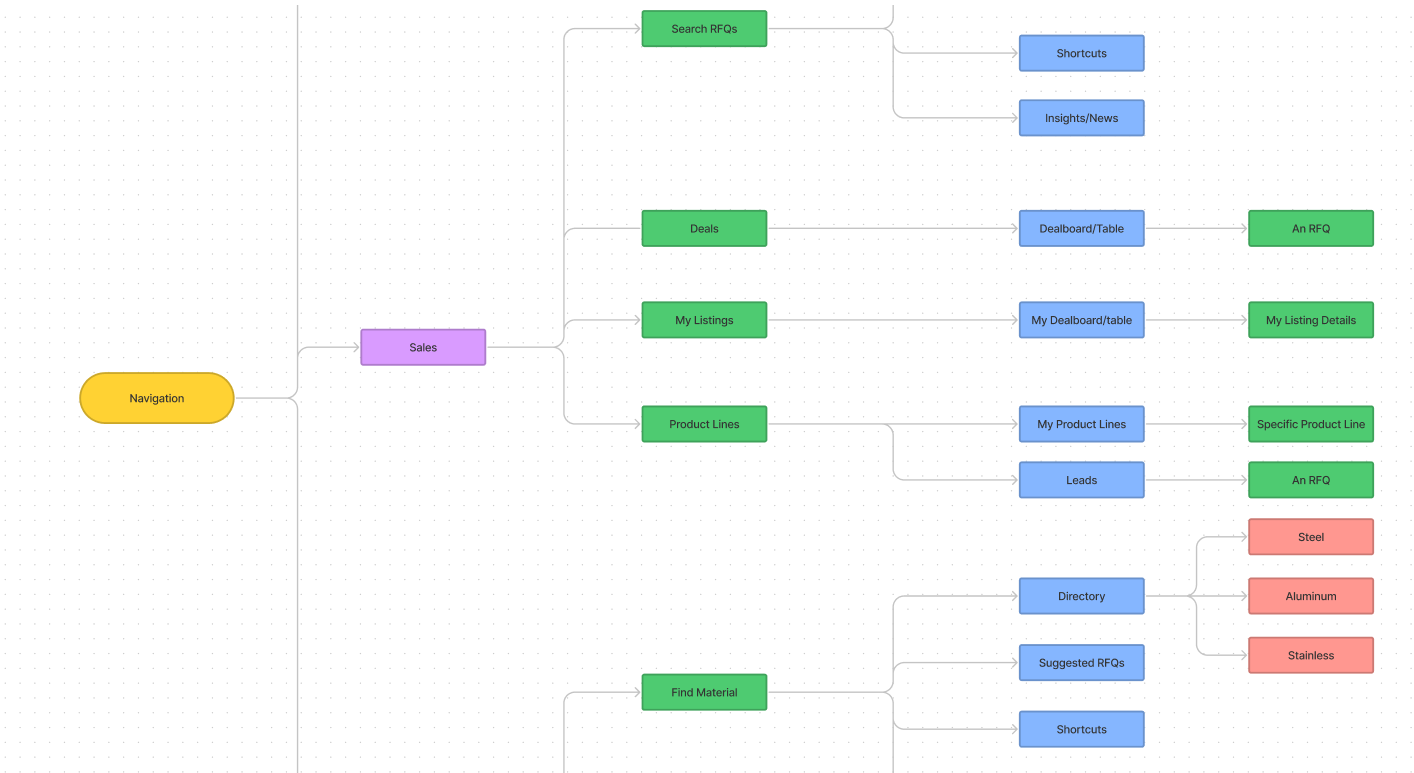 Search RFQs
Shortcuts
Insights/News
Deals
Dealboard/Table
An RFQ
My Listings
My Dealboard/table
My Listing Details
Sales
Navigation
Product Lines
My Product Lines
Specific Product Line
Leads
An RFQ
Steel
Directory
Aluminum
Stainless
Suggested RFQs
Find Material
Shortcuts